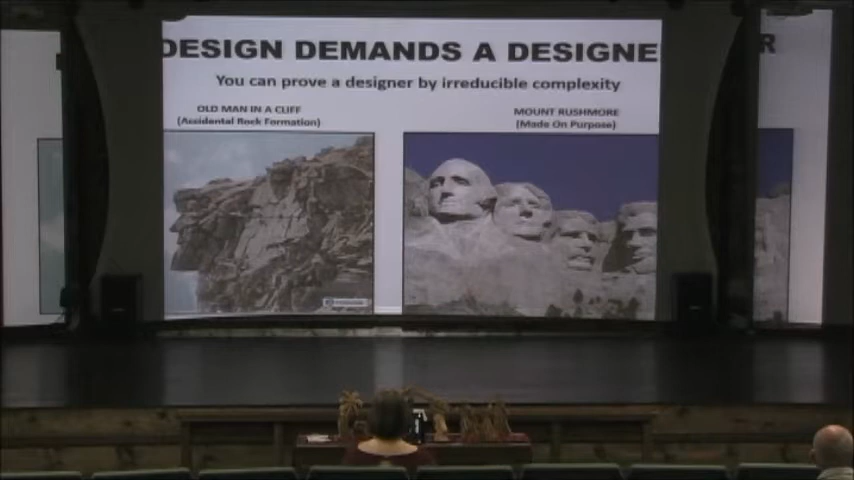 DESIGN DEMANDS A DESIGNER
You can prove a designer by irreducible complexity
OLD MAN IN A CLIFF
(Accidental Rock Formation)
MOUNT RUSHMORE
(Made On Purpose)